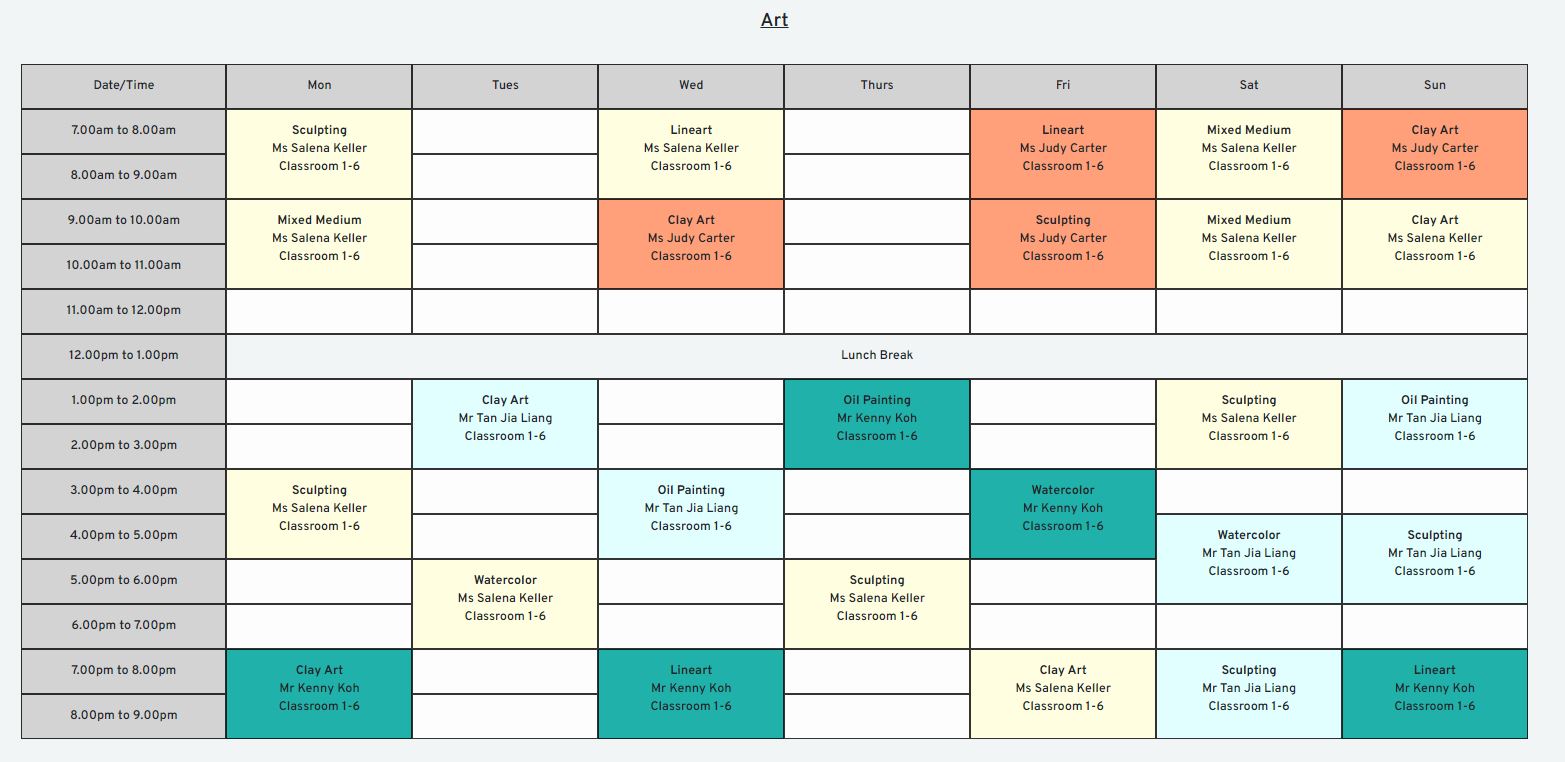 Art
Date/Time Mon Tues Wed Thurs Fri Sat Sun
7.00am to 8.00am
Sculpting
Ms Salena Keller
Classroom 1-6
Lineart
Ms Salena Keller
Classroom 1-6
Lineart
Ms Judy Carter
Classroom 1-6
Mixed Medium
Ms Salena Keller
Classroom 1-6
Clay Art
Ms Judy Carter
Classroom 1-6
8.00am to 9.00am
9.00am to 10.00am
Mixed Medium
Ms Salena Keller
Classroom 1-6
Clay Art
Ms Judy Carter
Classroom 1-6
Sculpting
Ms Judy Carter
Classroom 1-6
Mixed Medium
Ms Salena Keller
Classroom 1-6
Clay Art
Ms Salena Keller
Classroom 1-6
10.00am to 11.00am
11.00am to 12.00pm
12.00pm to 1.00pm
Lunch Break
1.00pm to 2.00pm
Clay Art
Mr Tan Jia Liang
Classroom 1-6
Oil Painting
Mr Kenny Koh
Classroom 1-6
Sculpting
Ms Salena Keller
Classroom 1-6
Oil Painting
Mr Tan Jia Liang
Classroom 1-6
2.00pm to 3.00pm
3.00pm to 4.00pm
Sculpting
Ms Salena Keller
Classroom 1-6
Oil Painting
Mr Tan Jia Liang
Classroom 1-6
Watercolor
Mr Kenny Koh
Classroom 1-6
4.00pm to 5.00pm
Watercolor
Mr Tan Jia Liang
Classroom 1-6
Sculpting
Mr Tan Jia Liang
Classroom 1-6
5.00pm to 6.00pm
Watercolor
Ms Salena Keller
Classroom 1-6
Sculpting
Ms Salena Keller
Classroom 1-6
6.00pm to 7.00pm
7.00pm to 8.00pm
Clay Art
Mr Kenny Koh
Classroom 1-6
Lineart
Mr Kenny Koh
Classroom 1-6
Clay Art
Ms Salena Keller
Classroom 1-6
Sculpting
Mr Tan Jia Liang
Classroom 1-6
Lineart
Mr Kenny Koh
Classroom 1-6
8.00pm to 9.00pm